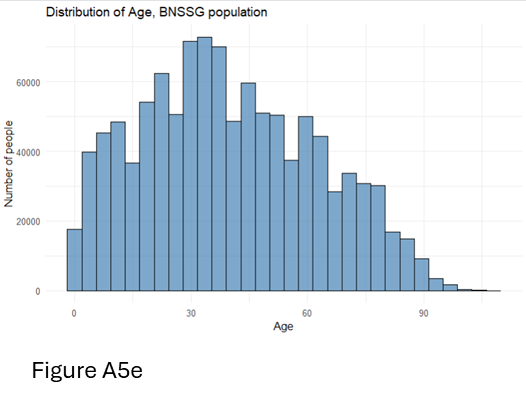 Distribution of Age, BNSSG population
Number of people
60000
40000
20000
0
0 30 60 90
Age
Figure A5e